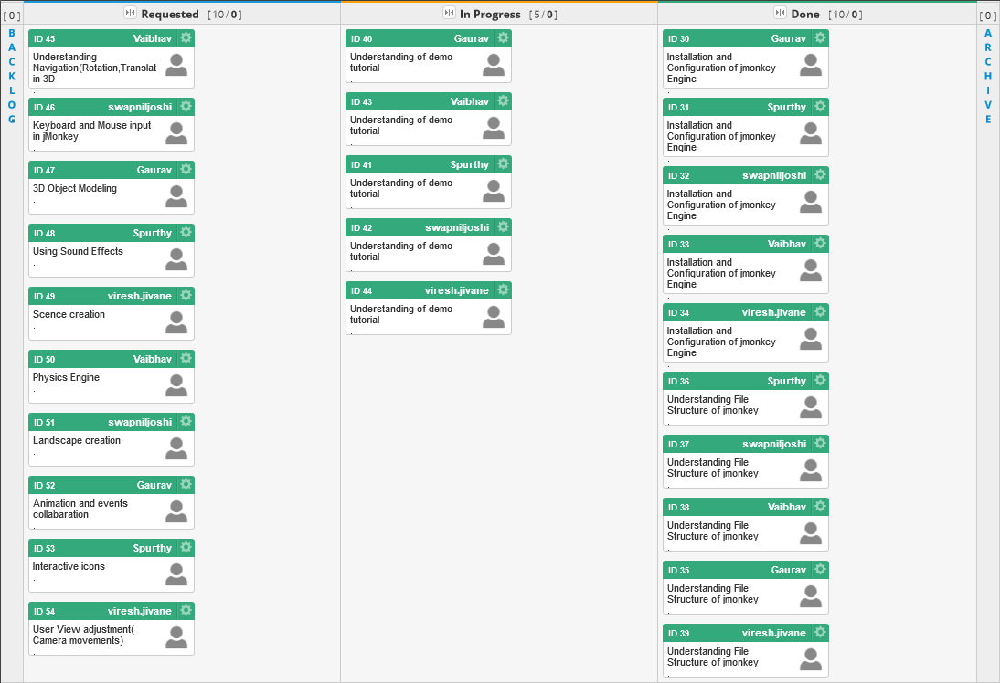 [ 0 ]
B
A
C
K
L
O
G
Requested [ 10 / 0 ]
ID 45 Vaibhav
Understanding
Navigation(Rotation,Translat
in 3D
.
ID 46 swapniljoshi
Keyboard and Mouse input
in jMonkey
.
ID 47 Gaurav
3D Object Modeling
.
ID 48 Spurthy
Using Sound Effects
.
ID 49 viresh.jivane
Scence creation
.
ID 50 Vaibhav
Physics Engine
.
ID 51 swapniljoshi
Landscape creation
.
ID 52 Gaurav
Animation and events
collabaration
.
ID 53 Spurthy
Interactive icons
.
ID 54 viresh.jivane
User View adjustment(
Camera movements)
.
In Progress [ 5 / 0 ]
ID 40 Gaurav
Understanding of demo
tutorial
.
ID 43 Vaibhav
Understanding of demo
tutorial
.
ID 41 Spurthy
Understanding of demo
tutorial
.
ID 42 swapniljoshi
Understanding of demo
tutorial
.
ID 44 viresh.jivane
Understanding of demo
tutorial
.
Done [ 10 / 0 ]
ID 30 Gaurav
Installation and
Configuration of jmonkey
Engine
.
ID 31 Spurthy
Installation and
Configuration of jmonkey
Engine
.
ID 32 swapniljoshi
Installation and
Configuration of jmonkey
Engine
.
ID 33 Vaibhav
Installation and
Configuration of jmonkey
Engine
.
ID 34 viresh.jivane
Installation and
Configuration of jmonkey
Engine
.
ID 36 Spurthy
Understanding File
Structure of jmonkey
.
ID 37 swapniljoshi
Understanding File
Structure of jmonkey
.
ID 38 Vaibhav
Understanding File
Structure of jmonkey
.
ID 35 Gaurav
Understanding File
Structure of jmonkey
.
ID 39 viresh.jivane
Understanding File
Structure of jmonkey
.
[ 0 ]
A
R
C
H
I
V
E